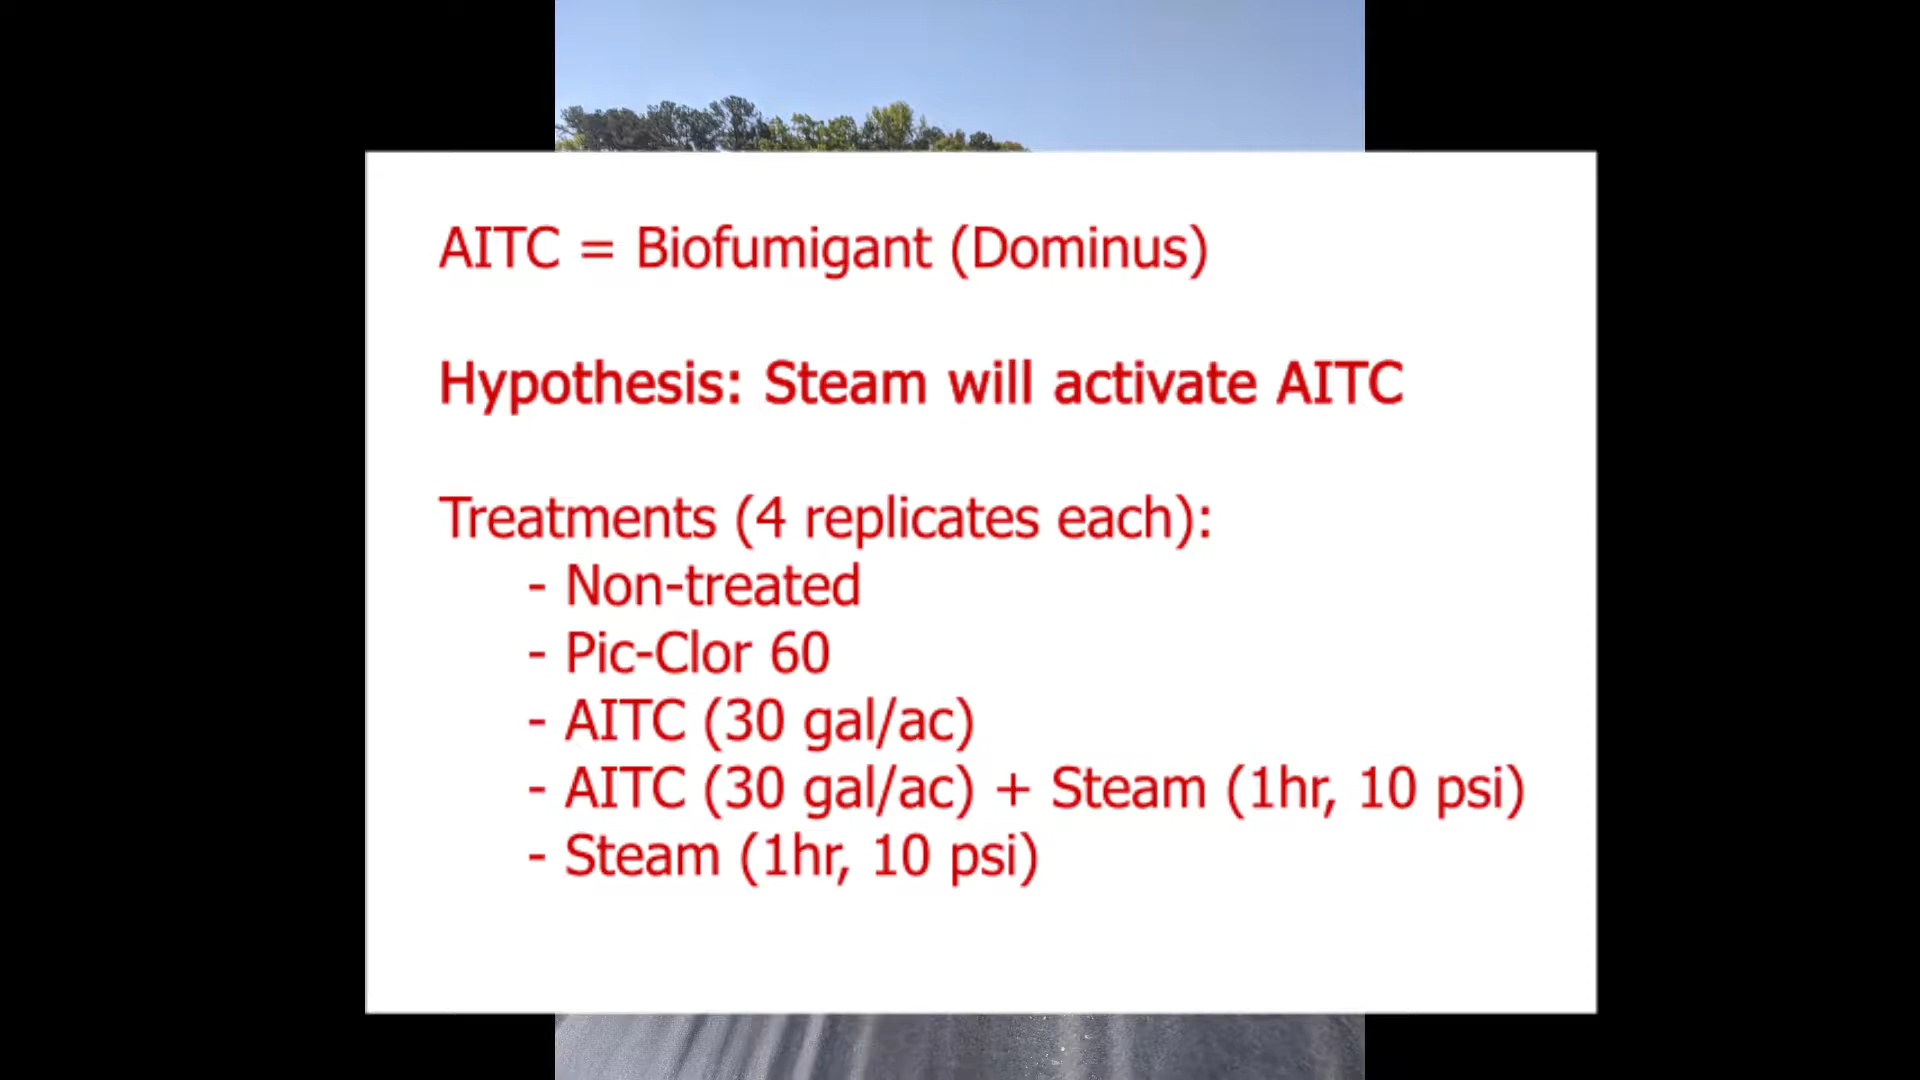 AITC = Biofumigant (Dominus)
Hypothesis: Steam will activate AITC
Treatments (4 replicates each):
- Non-treated
- Pic-Clor 60
- AITC (30 gal/ac)
- AITC (30 gal/ac) + Steam (1hr, 10 psi)
- Steam (1hr, 10 psi)